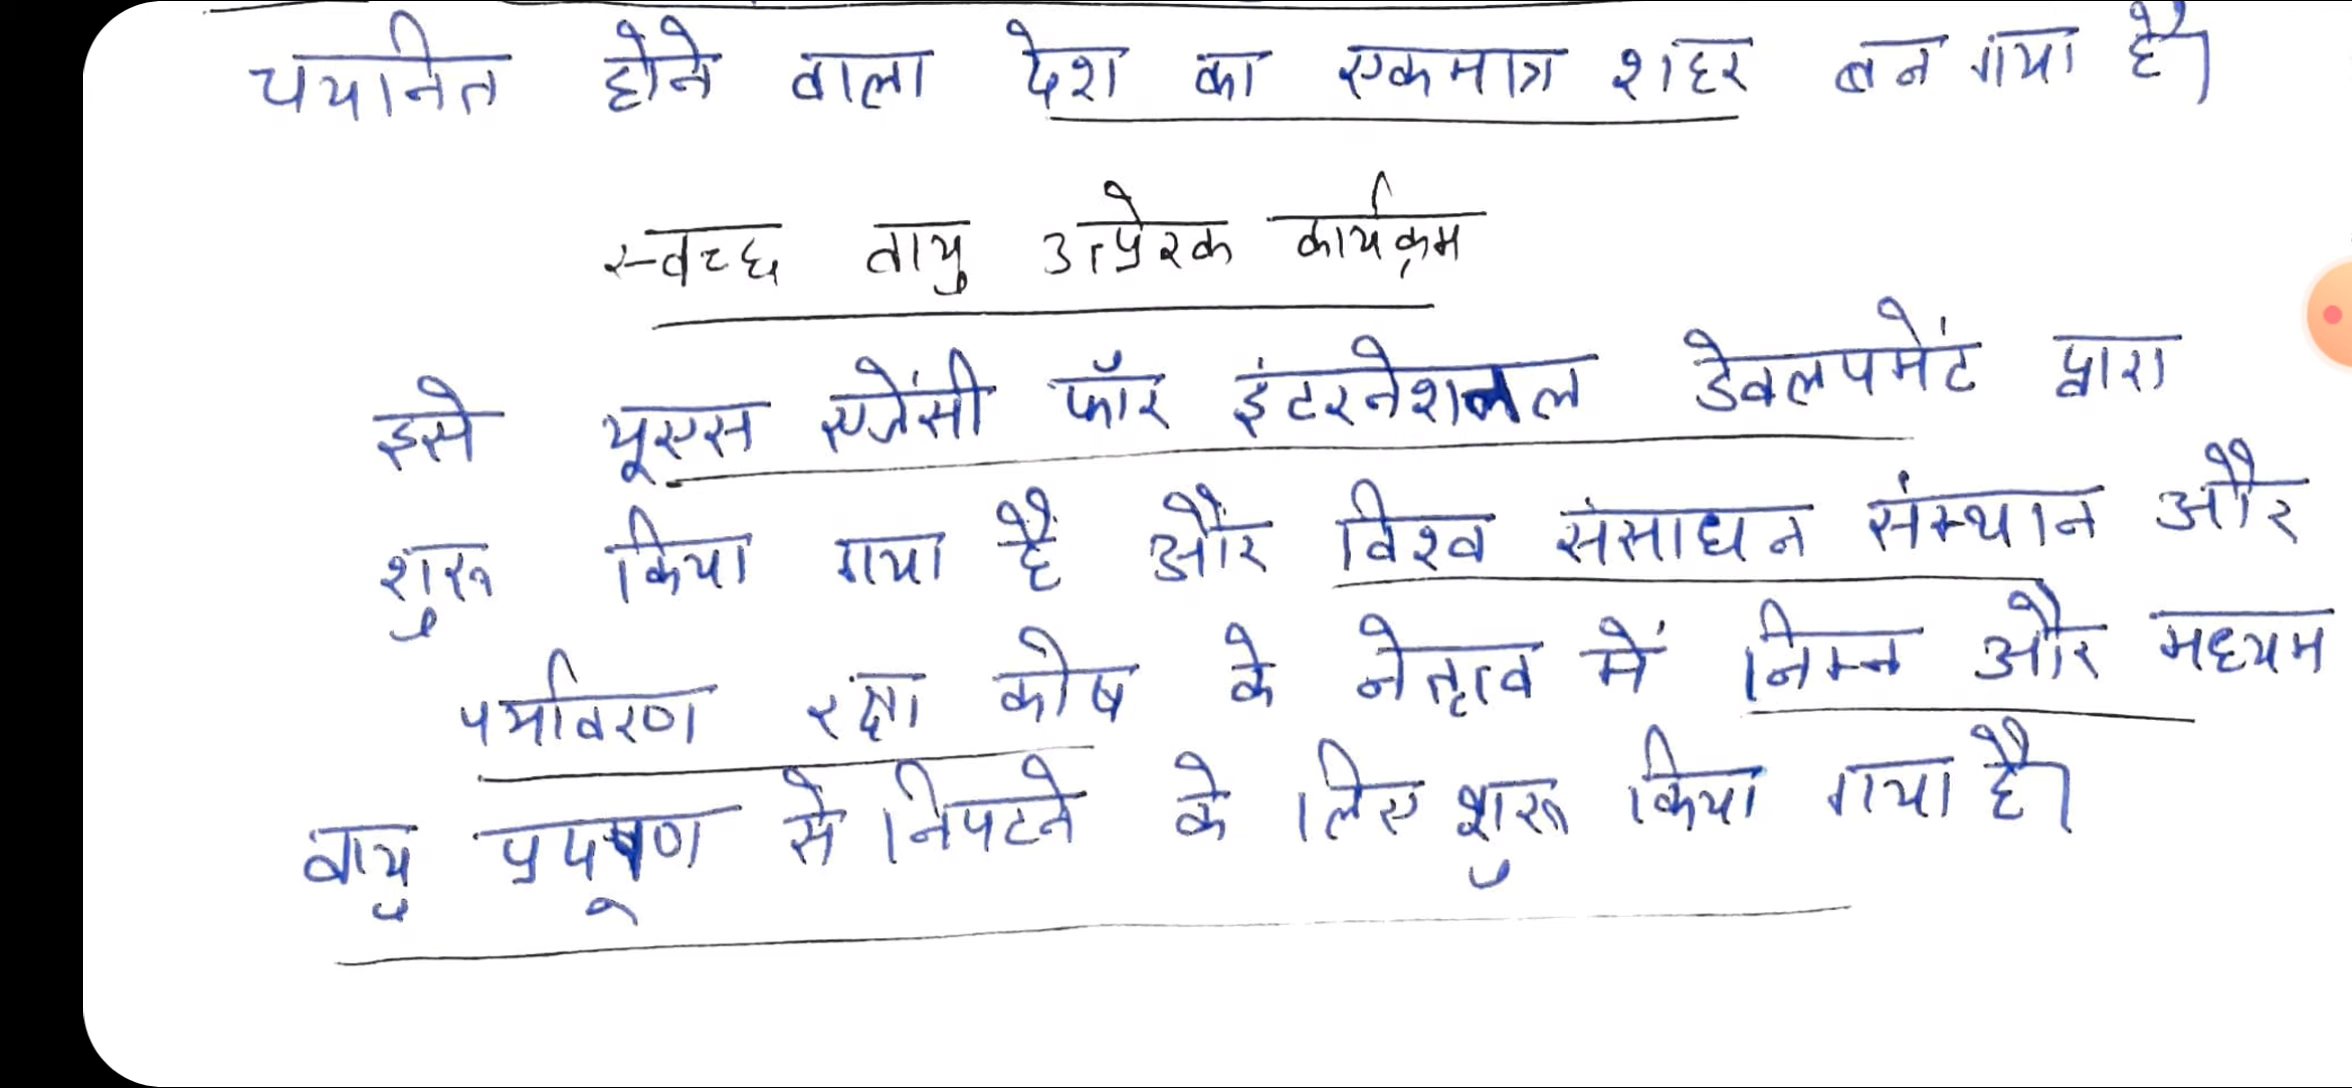 चयनित होने वाला देश का एकमात्र शहर बन गया है।
स्वच्छ वायु उत्प्रेरक कार्यक्रम
इसे यूएस एजेंसी फॉर इंटरनेशनल डेवलपमेंट द्वारा
शुरू किया गया है और विश्व संसाधन संस्थान और
पर्यावरण रक्षा कोष के नेतृत्व में निम्न और मध्यम
वायु प्रदूषण से निपटने के लिए शुरू किया गया है।